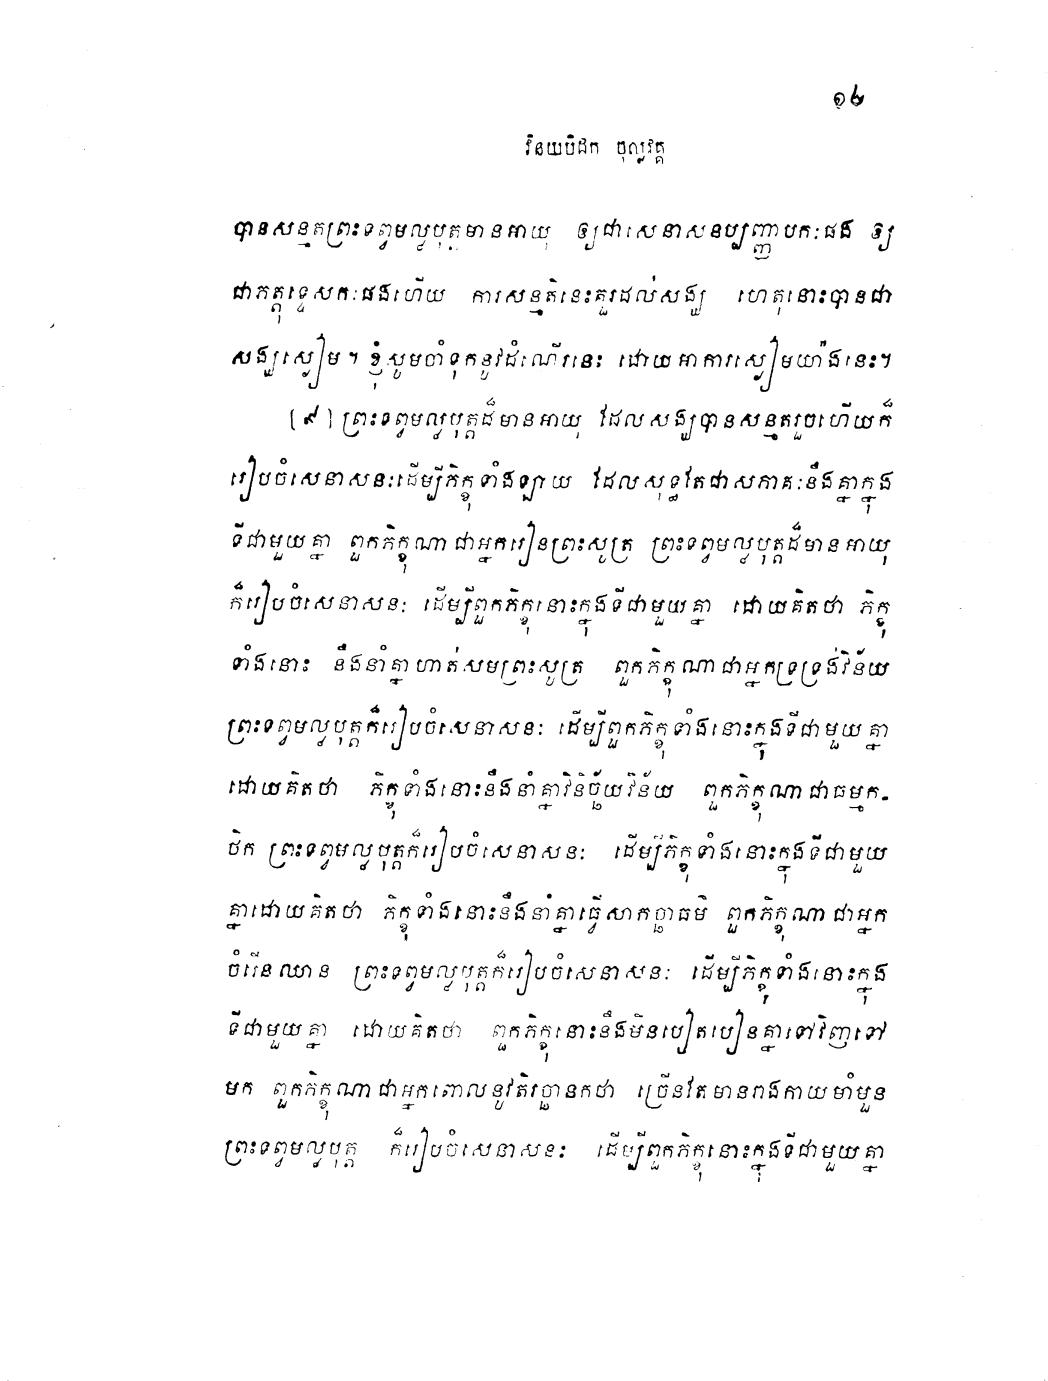 ១៤
វិនយបិដក ចុល្លវគ្គ
បានសន្មតព្រះទព្វមល្លបុត្តមានអាយុ ឲ្យជាសេនាសនប្បញ្ញាបកៈផង ឲ្យ
ជាភត្តុទ្ទេសកៈផងហើយ ការសន្មតិនេះគួរដល់សង្ឃ ហេតុនោះបានជា
សង្ឃស្ងៀម ។ ខ្ញុំសូមចាំទុកនូវដំណើរនេះ ដោយអាការស្ងៀមយ៉ាងនេះ។
[៩] ព្រះទព្វមល្លបុត្តដ៏មានអាយុ ដែលសង្ឃបានសន្មតរួចហើយក៏
រៀបចំសេនាសនៈដើម្បីភិក្ខុទាំងឡាយ ដែលសុទ្ធតែជាសភាគៈនឹងគ្នាក្នុង
ទីជាមួយគ្នា ពួកភិក្ខុណាជាអ្នករៀនព្រះសូត្រ ព្រះទព្វមល្លបុត្តដ៏មានអាយុ
ក៏រៀបចំសេនាសនៈ ដើម្បីពួកភិក្ខុនោះក្នុងទីជាមួយគ្នា ដោយគិតថា ភិក្ខុ
ទាំងនោះ នឹងនាំគ្នាហាត់សមព្រះសូត្រ ពួកភិក្ខុណាជាអ្នកទ្រទ្រង់វិន័យ
ព្រះទព្វមល្លបុត្តក៏រៀបចំសេនាសនៈ ដើម្បីពួកភិក្ខុទាំងនោះក្នុងទីជាមួយគ្នា
ដោយគិតថា ភិក្ខុទាំងនោះនឹងនាំគ្នាវិនិច្ឆ័យវិន័យ ពួកភិក្ខុណាជាធម្មក-
ថិក ព្រះទព្វមល្លបុត្តក៏រៀបចំសេនាសនៈ ដើម្បីភិក្ខុទាំងនោះក្នុងទីជាមួយ
គ្នាដោយគិតថា ភិក្ខុទាំងនោះនឹងនាំគ្នាធ្វើសាកច្ឆាធម៌ ពួកភិក្ខុណាជាអ្នក
ចំរើនឈាន ព្រះទព្វមល្លបុត្តក៏រៀបចំសេនាសនៈ ដើម្បីភិក្ខុទាំងនោះក្នុង
ទីជាមួយគ្នា ដោយគិតថា ពួកភិក្ខុនោះនឹងមិនបៀតបៀនគ្នាទៅវិញទៅ
មក ពួកភិក្ខុណាជាអ្នកពោលនូវតិរច្ឆានកថា ច្រើនតែមានរាងកាយមាំមួន
ព្រះទព្វមល្លបុត្ត ក៏រៀបចំសេនាសនៈ ដើម្បីពួកភិក្ខុនោះក្នុងទីជាមួយគ្នា